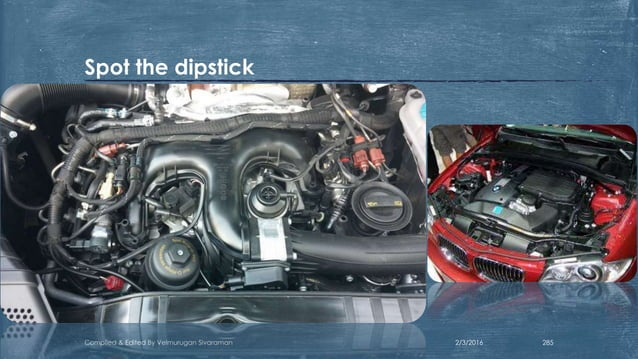 Spot the dipstick
Compiled & Edited By Velmurugan Sivaraman
2/3/2016
285